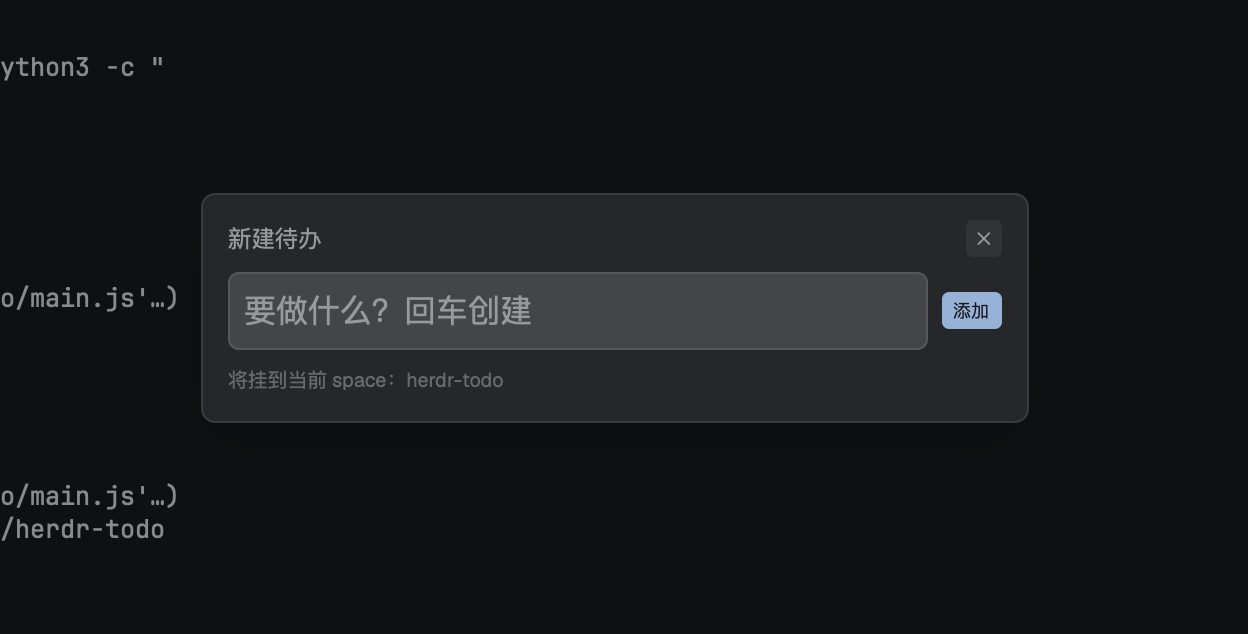 ython3 -c "
新建待办
o/main.js'…)
要做什么？回车创建
添加
将挂到当前 space：herdr-todo
o/main.js'…)
/herdr-todo